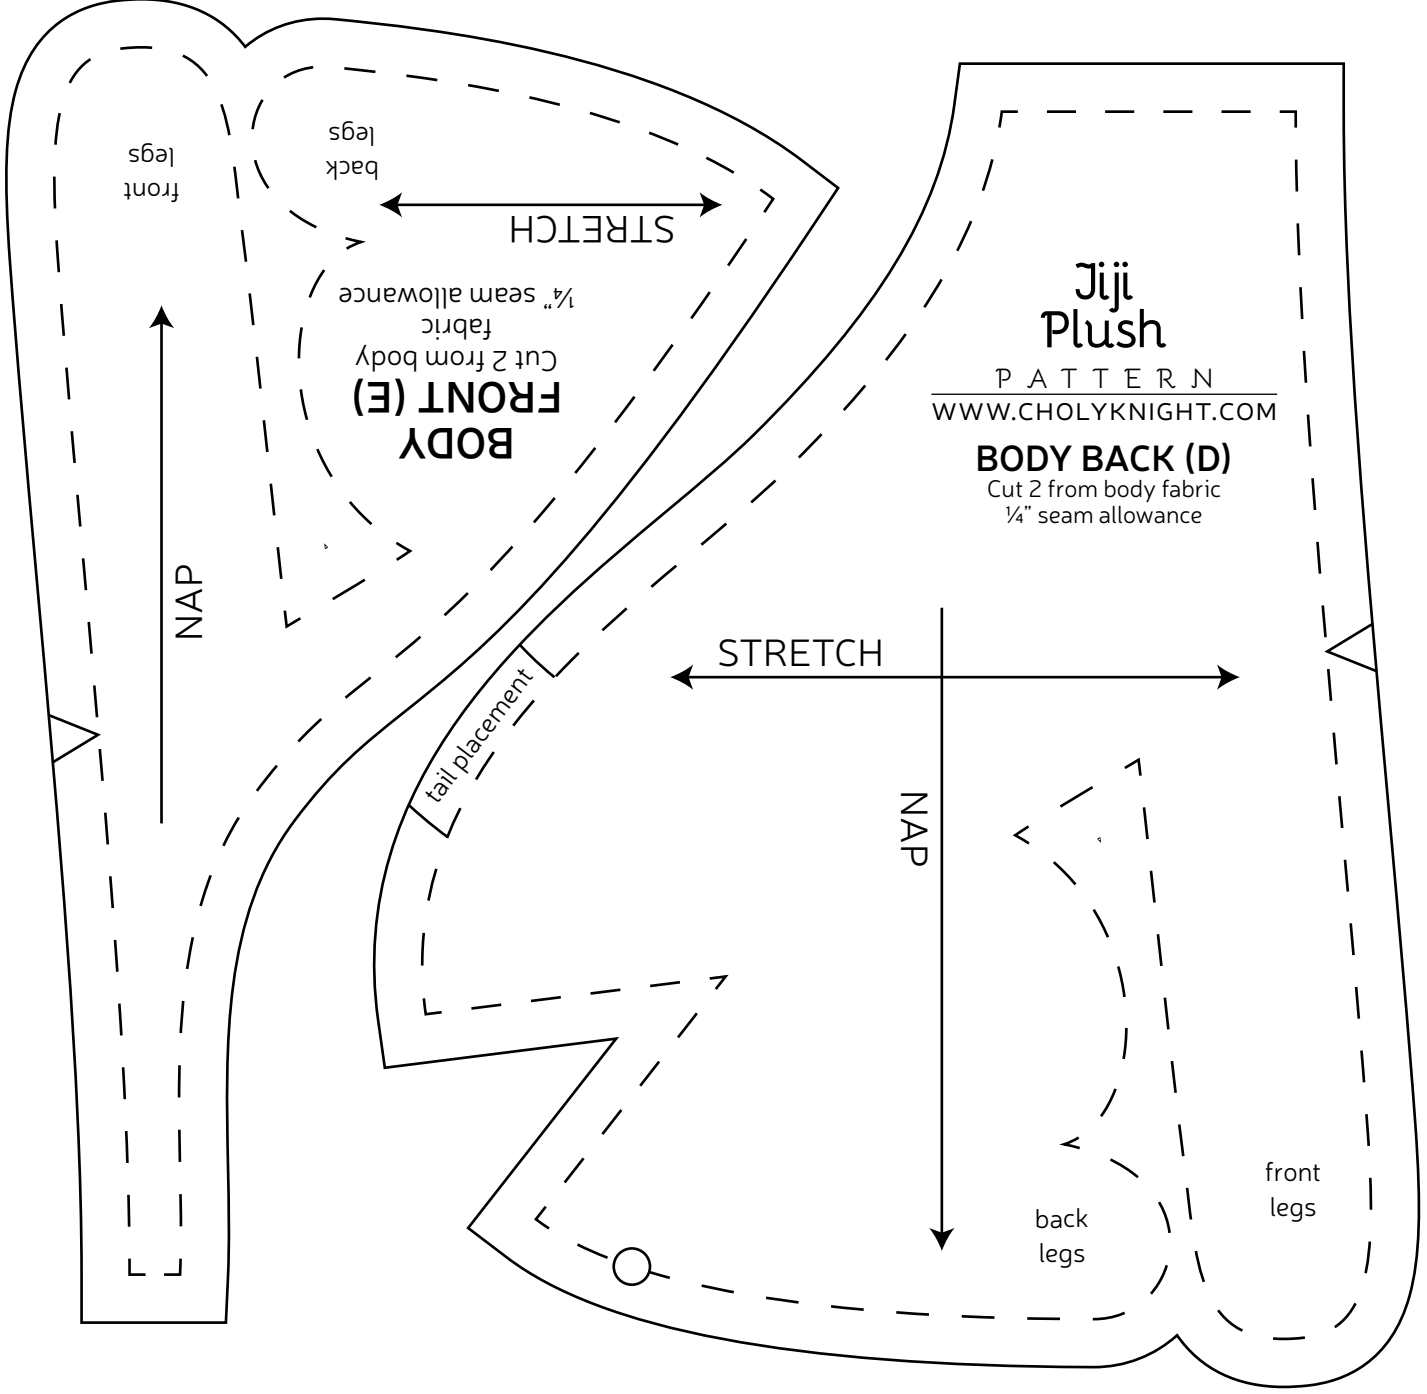 front
legs
back
legs
STRETCH
BODY
FRONT (E)
Cut 2 from body
fabric
¼” seam allowance
NAP
Jiji
Plush
PATTERN
WWW.CHOLYKNIGHT.COM
BODY BACK (D)
Cut 2 from body fabric
¼” seam allowance
STRETCH
tail placement
NAP
back
legs
front
legs